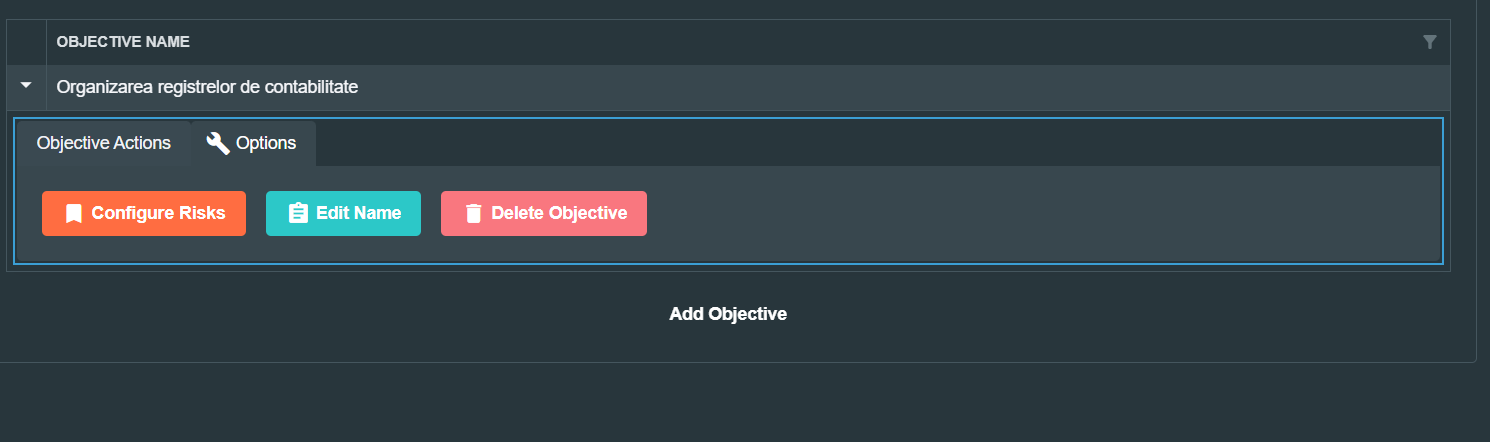 OBJECTIVE NAME
Organizarea registrelor de contabilitate
Objective Actions Options
Configure Risks Edit Name Delete Objective
Add Objective